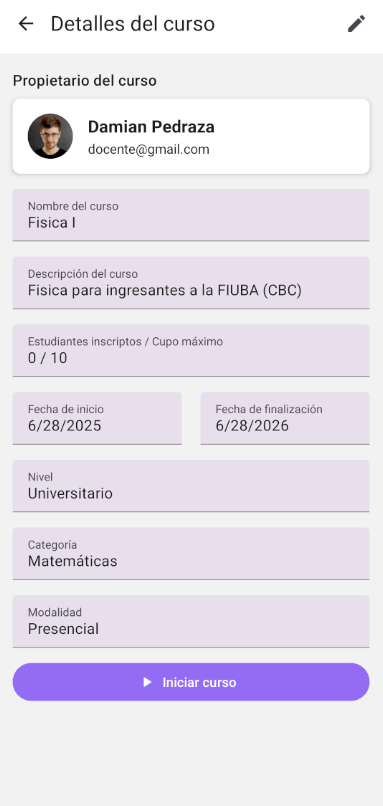 Detalles del curso
Propietario del curso
Damian Pedraza
docente@gmail.com
Nombre del curso
Fisica I
Descripción del curso
Fisica para ingresantes a la FIUBA (CBC)
Estudiantes inscriptos / Cupo máximo
0 / 10
Fecha de inicio
6/28/2025
Fecha de finalización
6/28/2026
Nivel
Universitario
Categoría
Matemáticas
Modalidad
Presencial
Iniciar curso